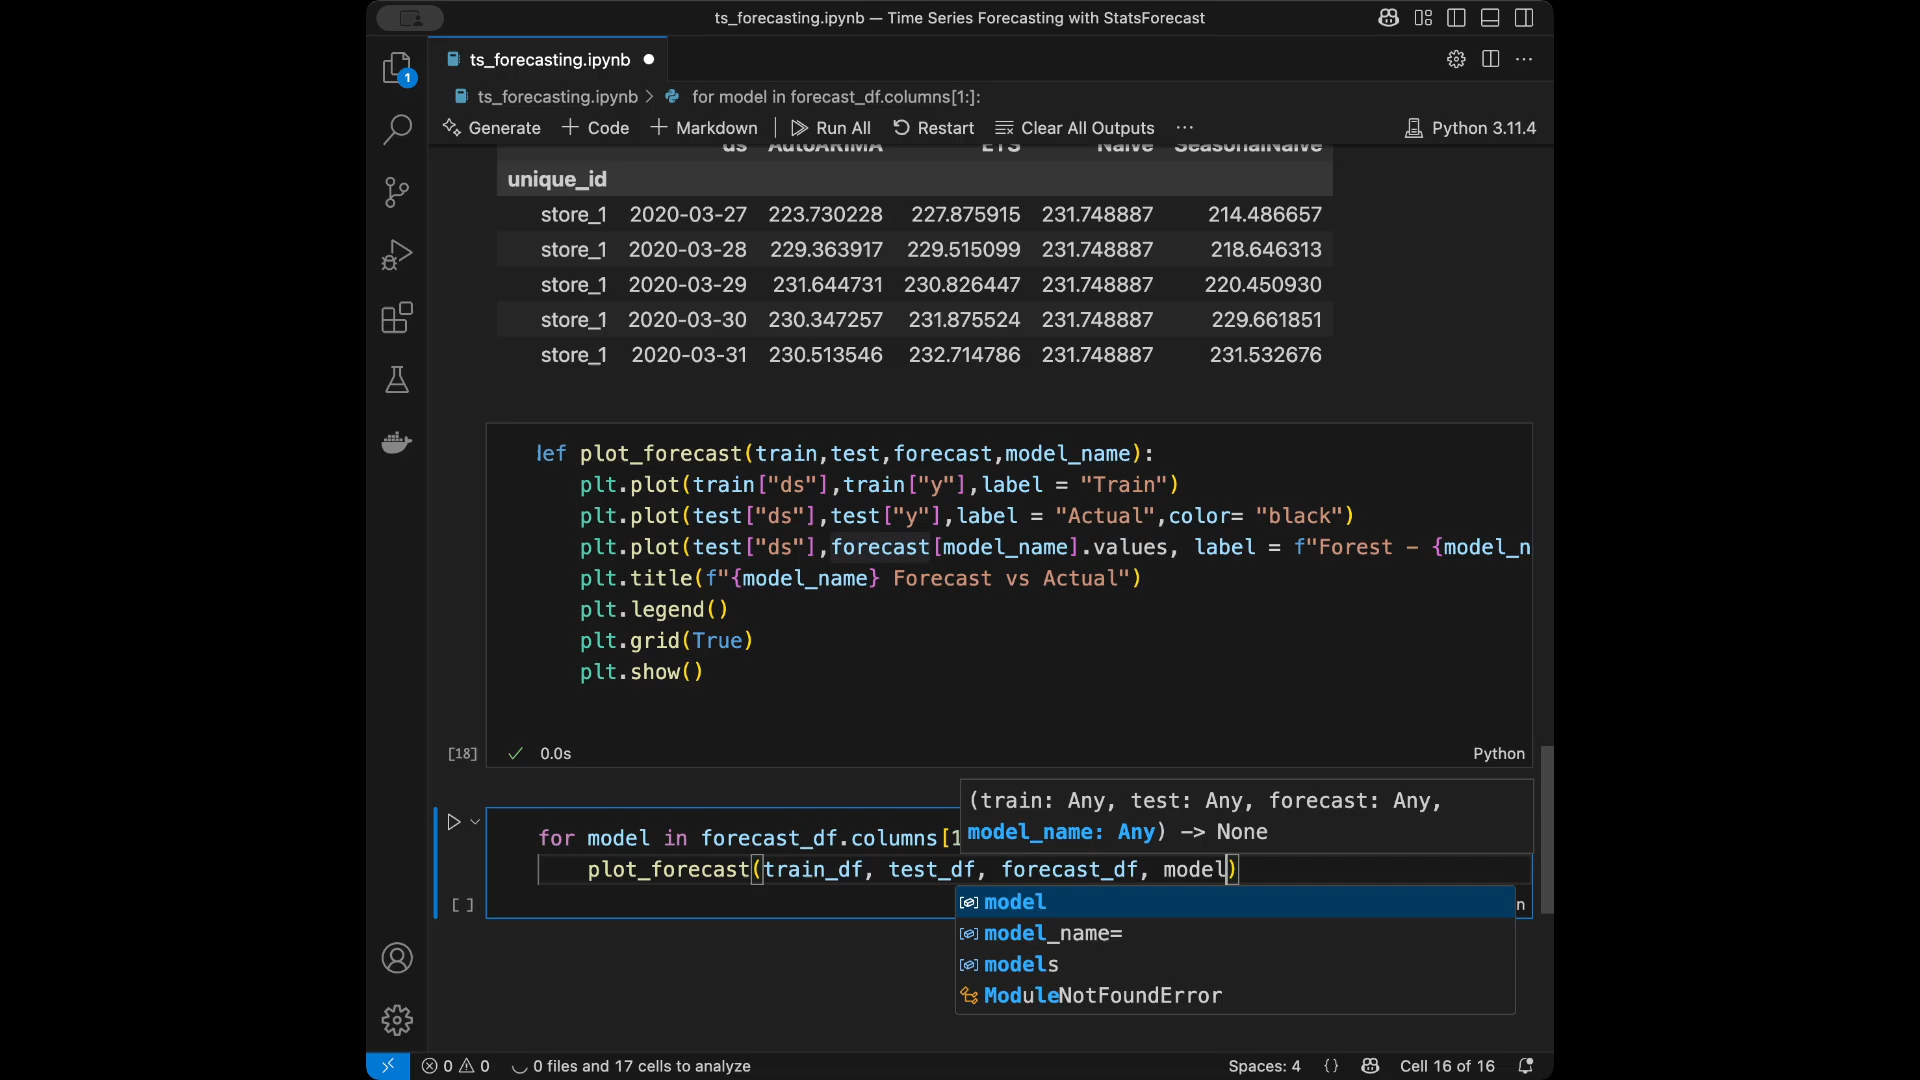 ts_forecasting.ipynb — Time Series Forecasting with StatsForecast
ts_forecasting.ipynb
1
ts_forecasting.ipynb > for model in forecast_df.columns[1:]:
Generate + Code + Markdown Run All Restart Clear All Outputs ... Python 3.11.4
ds AutoARIMA ETS Naive SeasonalNaive
unique_id
store_1 2020-03-27 223.730228 227.875915 231.748887 214.486657
store_1 2020-03-28 229.363917 229.515099 231.748887 218.646313
store_1 2020-03-29 231.644731 230.826447 231.748887 220.450930
store_1 2020-03-30 230.347257 231.875524 231.748887 229.661851
store_1 2020-03-31 230.513546 232.714786 231.748887 231.532676
def plot_forecast(train,test,forecast,model_name):
plt.plot(train["ds"],train["y"],label = "Train")
plt.plot(test["ds"],test["y"],label = "Actual",color= "black")
plt.plot(test["ds"],forecast[model_name].values, label = f"Forest – {model_n
plt.title(f"{model_name} Forecast vs Actual")
plt.legend()
plt.grid(True)
plt.show()
[18] 0.0s Python
(train: Any, test: Any, forecast: Any,
model_name: Any) -> None
for model in forecast_df.columns[1
plot_forecast(train_df, test_df, forecast_df, model)
[ ] n
model
model_name=
models
ModuleNotFoundError
0 0 0 files and 17 cells to analyze Spaces: 4 {} Cell 16 of 16